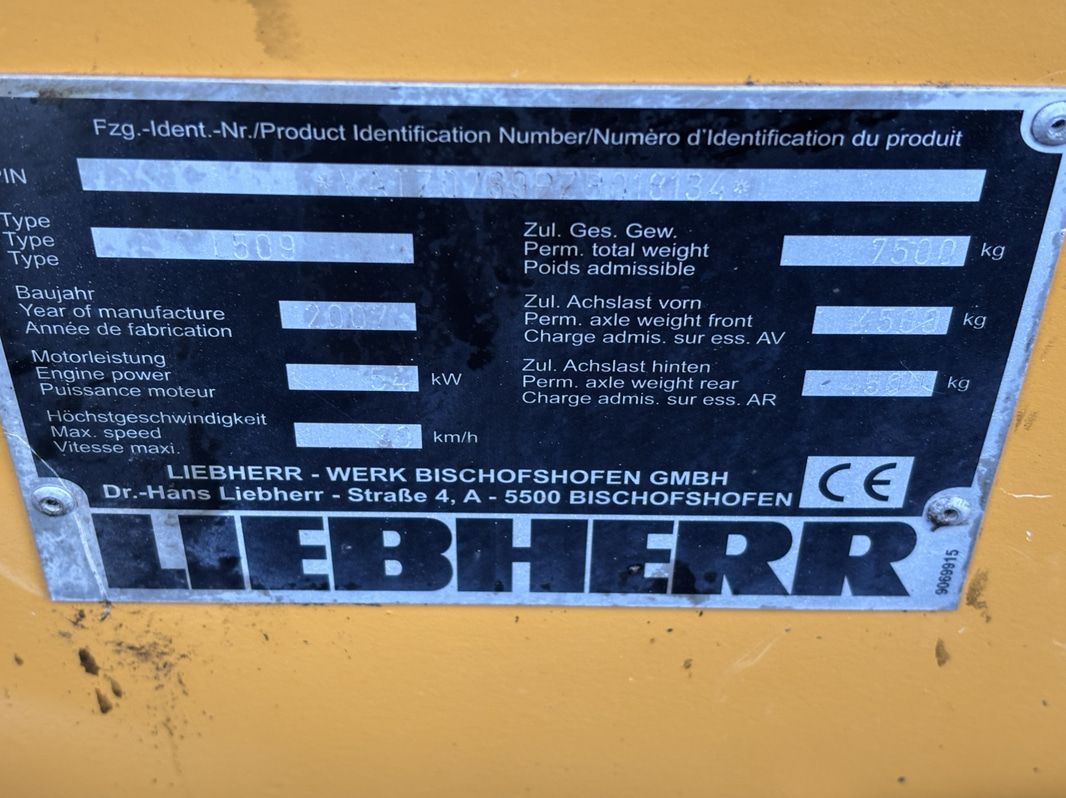 Fzg.-Ident.-Nr./Product Identification Number/Numéro d'Identification du produit
PIN
Type
Type
Type
L509
Zul. Ges. Gew.
Perm. total weight
Poids admissible
7500 kg
Baujahr
Year of manufacture
Année de fabrication
2007
Zul. Achslast vorn
Perm. axle weight front
Charge admis. sur ess. AV
4500 kg
Motorleistung
Engine power
Puissance moteur
kW
Zul. Achslast hinten
Perm. axle weight rear
Charge admis. sur ess. AR
kg
Höchstgeschwindigkeit
Max. speed
Vitesse maxi.
km/h
LIEBHERR - WERK BISCHOFSHOFEN GMBH
Dr.-Hans Liebherr - Straße 4, A - 5500 BISCHOFSHOFEN
CE
LIEBHERR
9069915